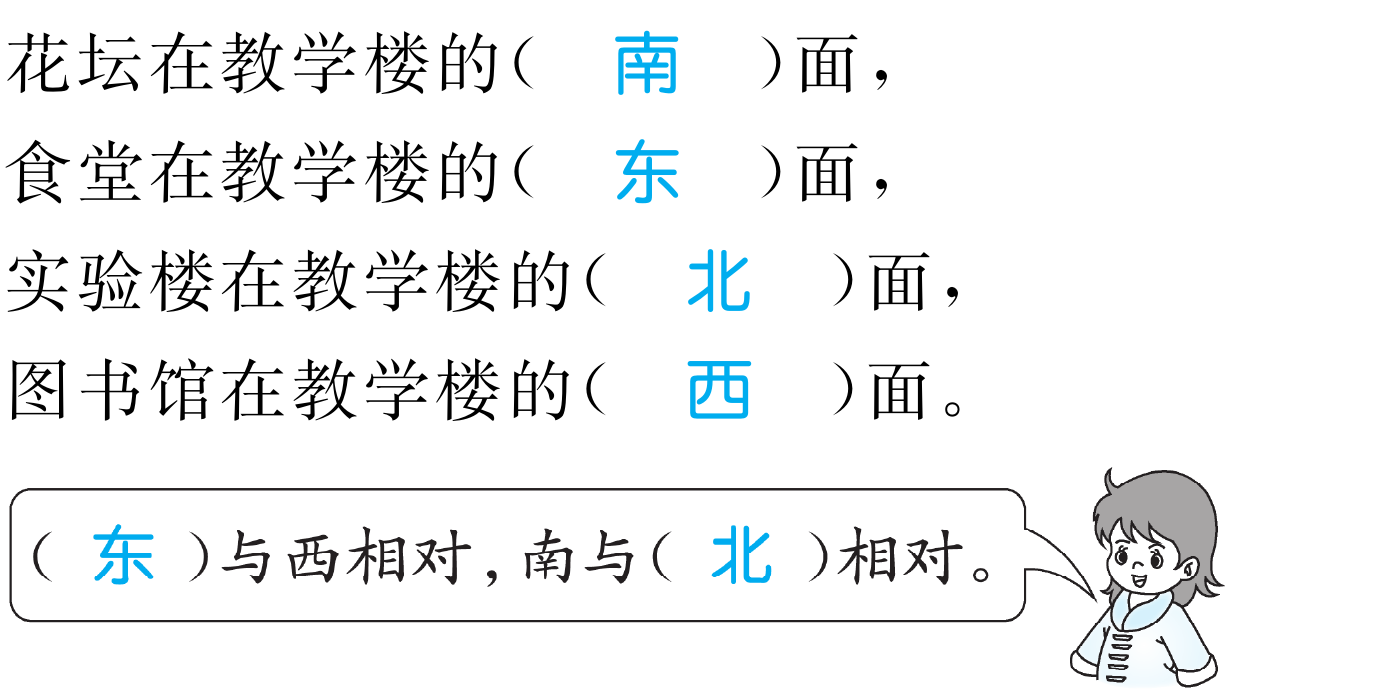 花坛在教学楼的( 南 )面，
食堂在教学楼的( 东 )面，
实验楼在教学楼的( 北 )面，
图书馆在教学楼的( 西 )面。
( 东 )与西相对，南与( 北 )相对。